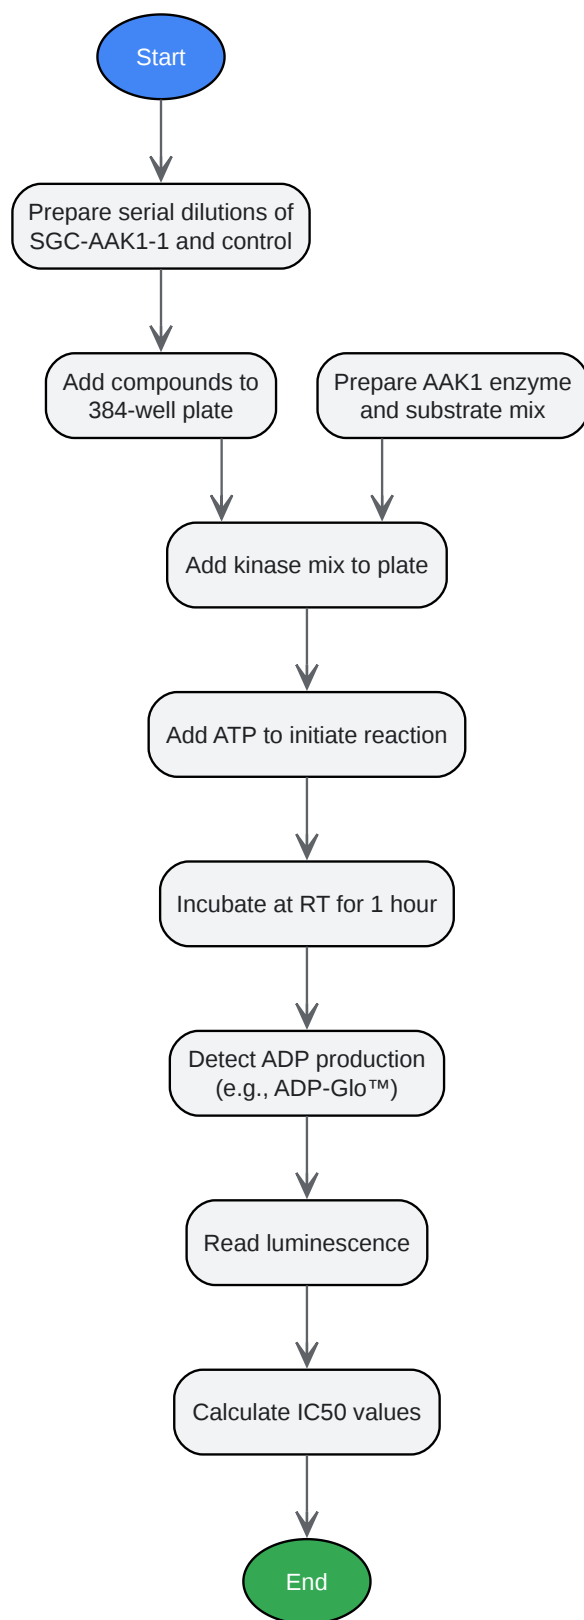 Start
Prepare serial dilutions of
SGC-AAK1-1 and control
Add compounds to
384-well plate
Prepare AAK1 enzyme
and substrate mix
Add kinase mix to plate
Add ATP to initiate reaction
Incubate at RT for 1 hour
Detect ADP production
(e.g., ADP-Glo™)
Read luminescence
Calculate IC50 values
End